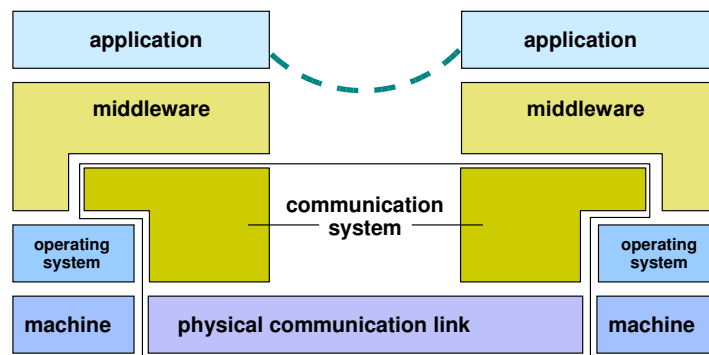 application
application
middleware
middleware
communication
system
operating
system
operating
system
machine
physical communication link
machine